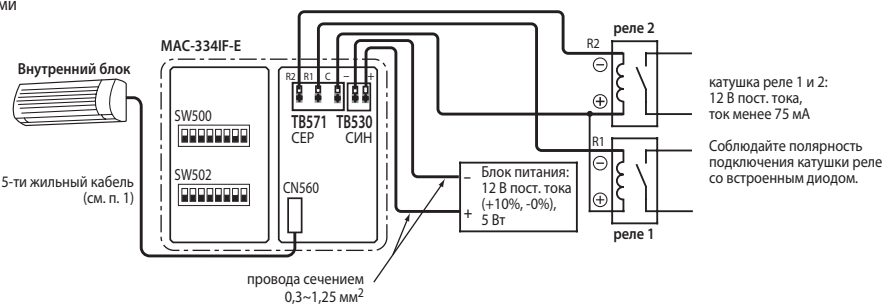 ми
MAC-334IF-E
Внутренний блок
5-ти жильный кабель
(см. п. 1)
SW500
SW502
R2 R1 C – +
TB571 TB530
СЕР СИН
CN560
провода сечением
0,3~1,25 мм²
– Блок питания:
12 В пост. тока
(+10%, -0%),
+ 5 Вт
реле 2
R2
–
+
R1
–
+
реле 1
катушка реле 1 и 2:
12 В пост. тока,
ток менее 75 мА
Соблюдайте полярность
подключения катушки реле
со встроенным диодом.